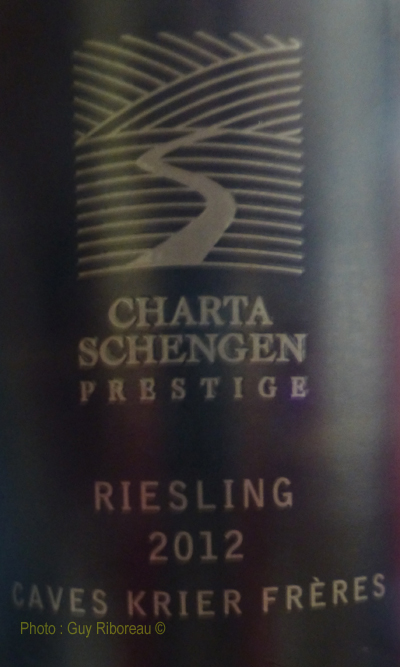 CHARTA
SCHENGEN
PRESTIGE
RIESLING
2012
CAVES KRIER FRÈRES
Photo : Guy Riboreau ©